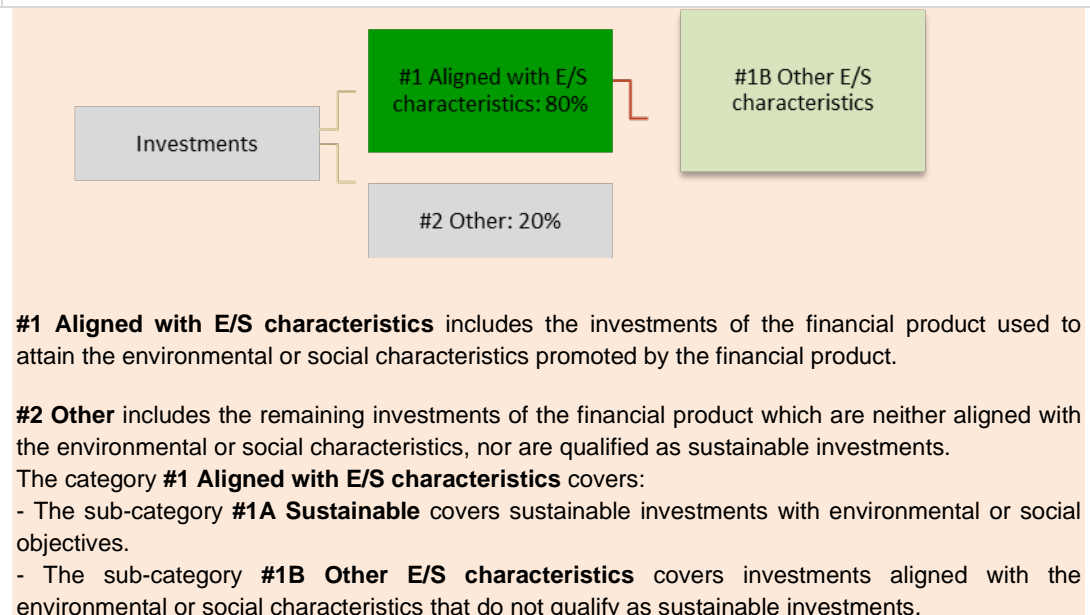 #1 Aligned with E/S
characteristics: 80%
#1B Other E/S
characteristics
Investments
#2 Other: 20%
#1 Aligned with E/S characteristics includes the investments of the financial product used to
attain the environmental or social characteristics promoted by the financial product.
#2 Other includes the remaining investments of the financial product which are neither aligned with
the environmental or social characteristics, nor are qualified as sustainable investments.
The category #1 Aligned with E/S characteristics covers:
- The sub-category #1A Sustainable covers sustainable investments with environmental or social
objectives.
- The sub-category #1B Other E/S characteristics covers investments aligned with the
environmental or social characteristics that do not qualify as sustainable investments.